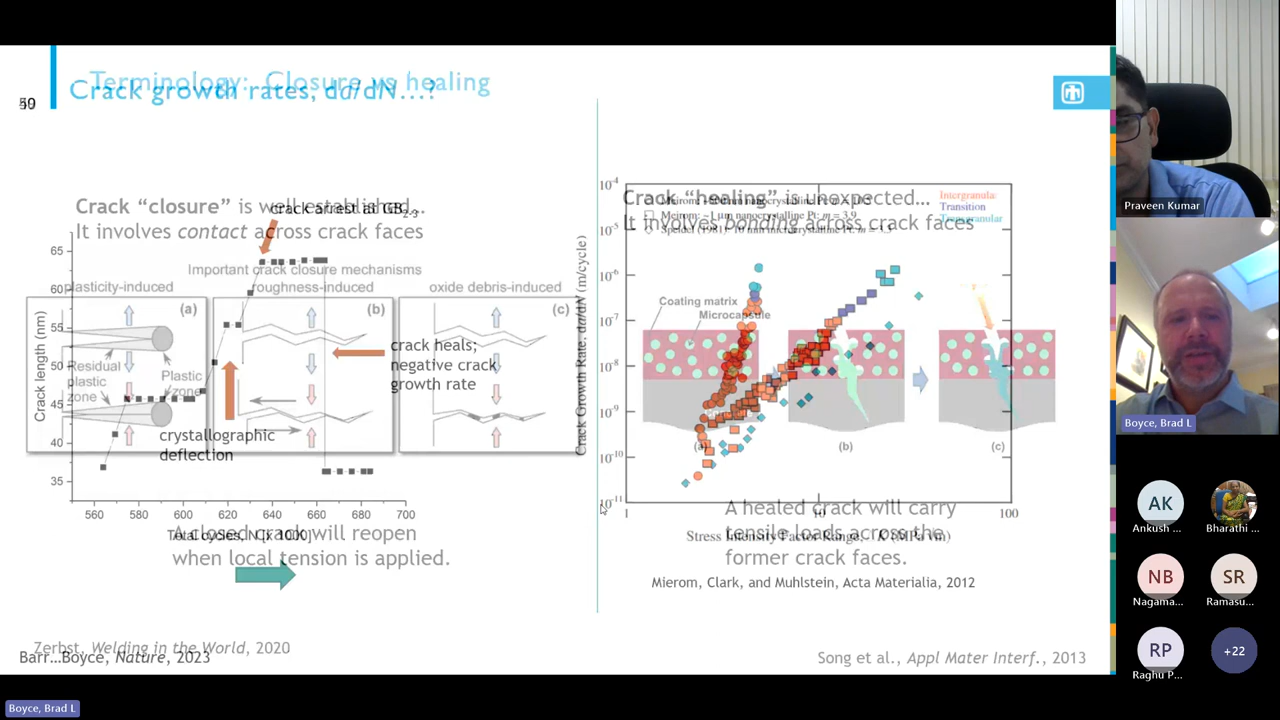 Terminology: Closure vs healing
Crack growth rates, da/dN...?
Crack “closure” is well established...
It involves contact across crack faces
crack arrest as GB
Important crack closure mechanisms
plasticity-induced
roughness-induced
oxide debris-induced
(a)
(b)
(c)
Residual
plastic
zone
Plastic
zone
crack heals;
negative crack
growth rate
crystallographic
deflection
Crack length (nm)
65
60
55
50
45
40
35
560
580
600
620
640
660
680
700
Total cycles, N [x 1000]
A closed crack will reopen
when local tension is applied.
Zerbst, Welding in the World, 2020
Barr...Boyce, Nature, 2023
Crack “healing” is unexpected...
It involves bonding across crack faces
Intergranular
Transition
Transgranular
Crack Growth Rate, da/dN (m/cycle)
10-4
10-5
10-6
10-7
10-8
10-9
10-10
10-11
1
10
100
Coating matrix
Microcapsule
(a)
(b)
(c)
A healed crack will carry
tensile loads across the
former crack faces.
Stress Intensity Factor Range,
Mierom, Clark, and Muhlstein, Acta Materialia, 2012
Song et al., Appl Mater Interf., 2013
Praveen Kumar
Boyce, Brad L
AK
Ankush ...
Bharathi ...
NB
Nagama...
SR
Ramasu...
RP
Raghu P...
+22
Boyce, Brad L